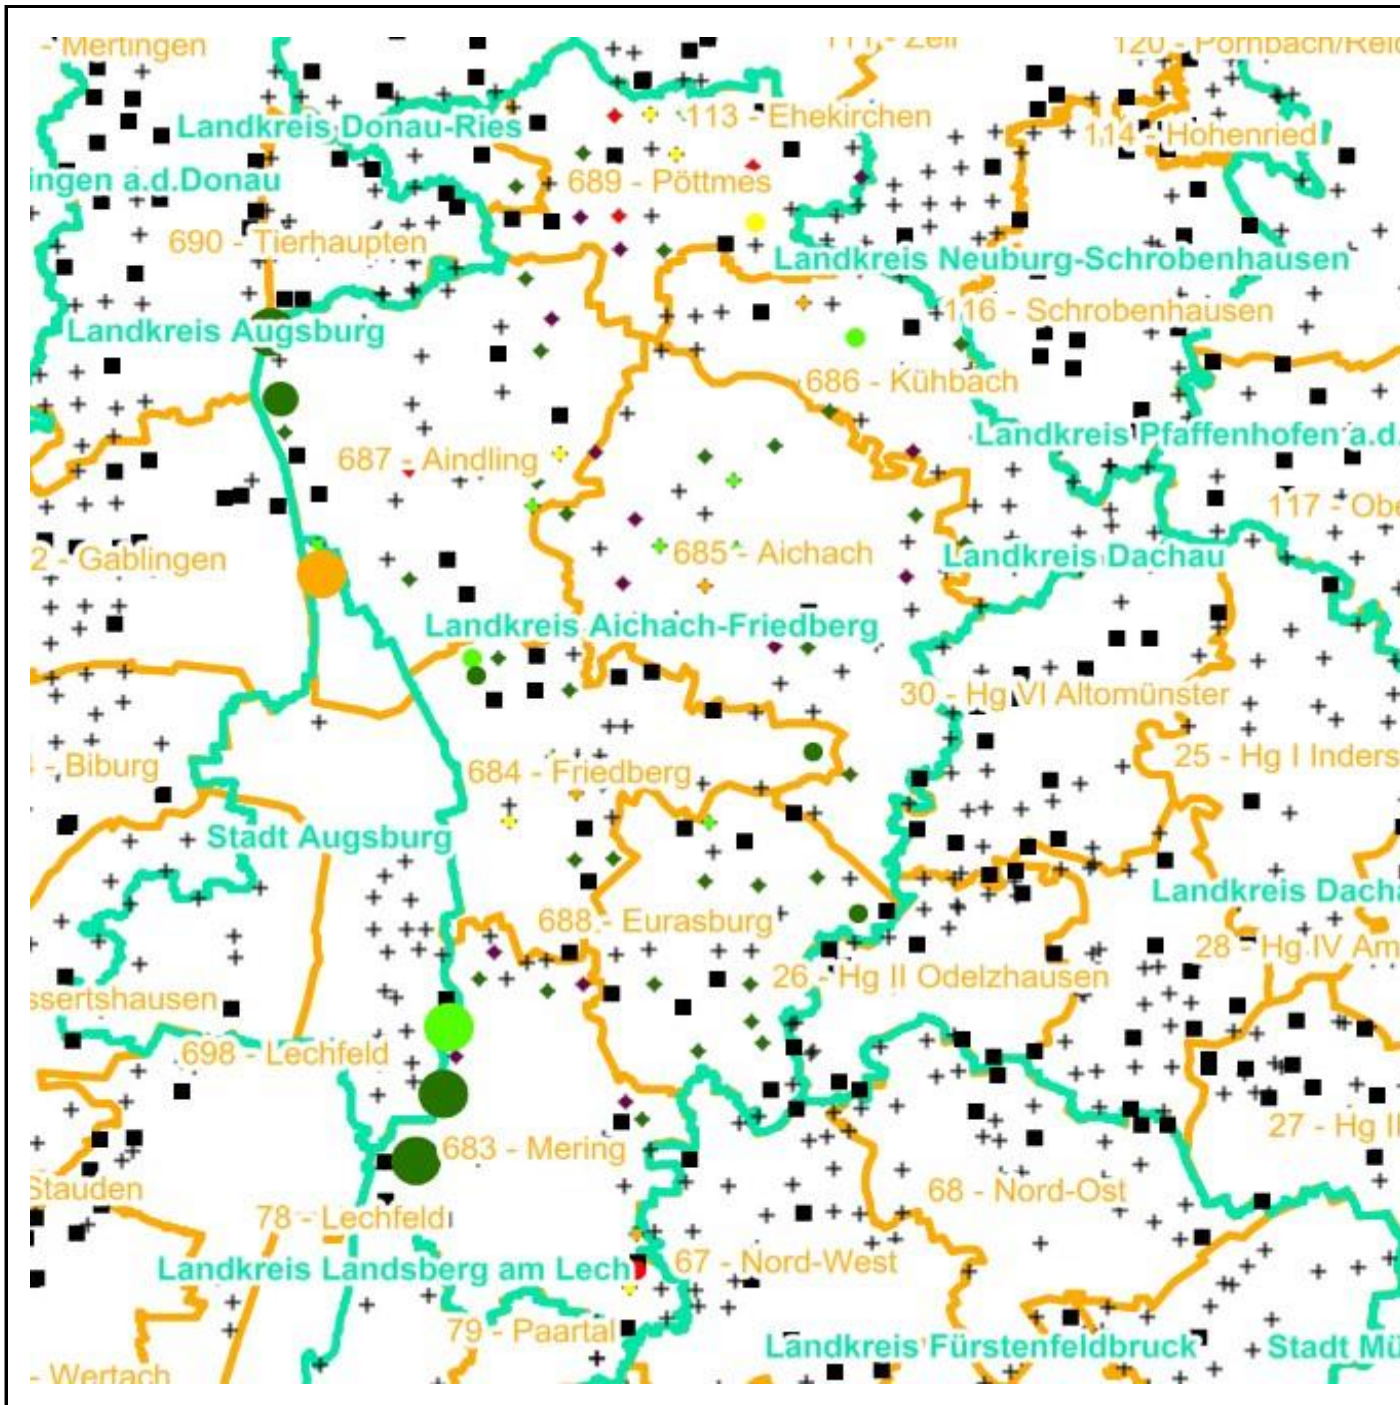 - Mertingen
111 - Zell
120 - Pörnbach/Reic
113 - Ehekirchen
Landkreis Donau-Ries
114 - Hohenried
ingen a.d.Donau
689 - Pöttmes
690 - Tierhaupten
Landkreis Neuburg-Schrobenhausen
116 - Schrobenhausen
Landkreis Augsburg
686 - Kühbach
Landkreis Pfaffenhofen a.d.
687 - Aindling
117 - Obe
2 - Gablingen
685 - Aichach
Landkreis Dachau
Landkreis Aichach-Friedberg
30 - Hg VI Altomünster
25 - Hg I Inders
- Biburg
684 - Friedberg
Stadt Augsburg
Landkreis Dacha
688 - Eurasburg
28 - Hg IV Am
26 - Hg II Odelzhausen
ssertshausen
698 - Lechfeld
27 - Hg II
683 - Mering
Stauden
68 - Nord-Ost
78 - Lechfeld
67 - Nord-West
Landkreis Landsberg am Lech
79 - Paartal
Landkreis Fürstenfeldbruck
Stadt Mü
- Wertach